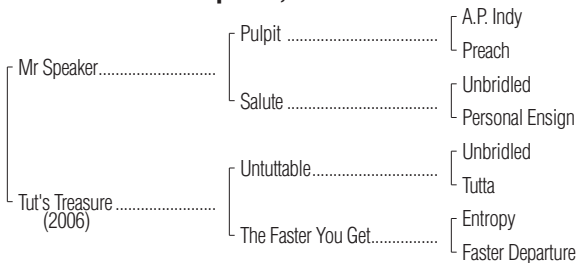 A.P. Indy
Pulpit
Preach
Mr Speaker
Unbridled
Salute
Personal Ensign
Unbridled
Untuttable
Tutta
Tut's Treasure
(2006)
Entropy
The Faster You Get
Faster Departure